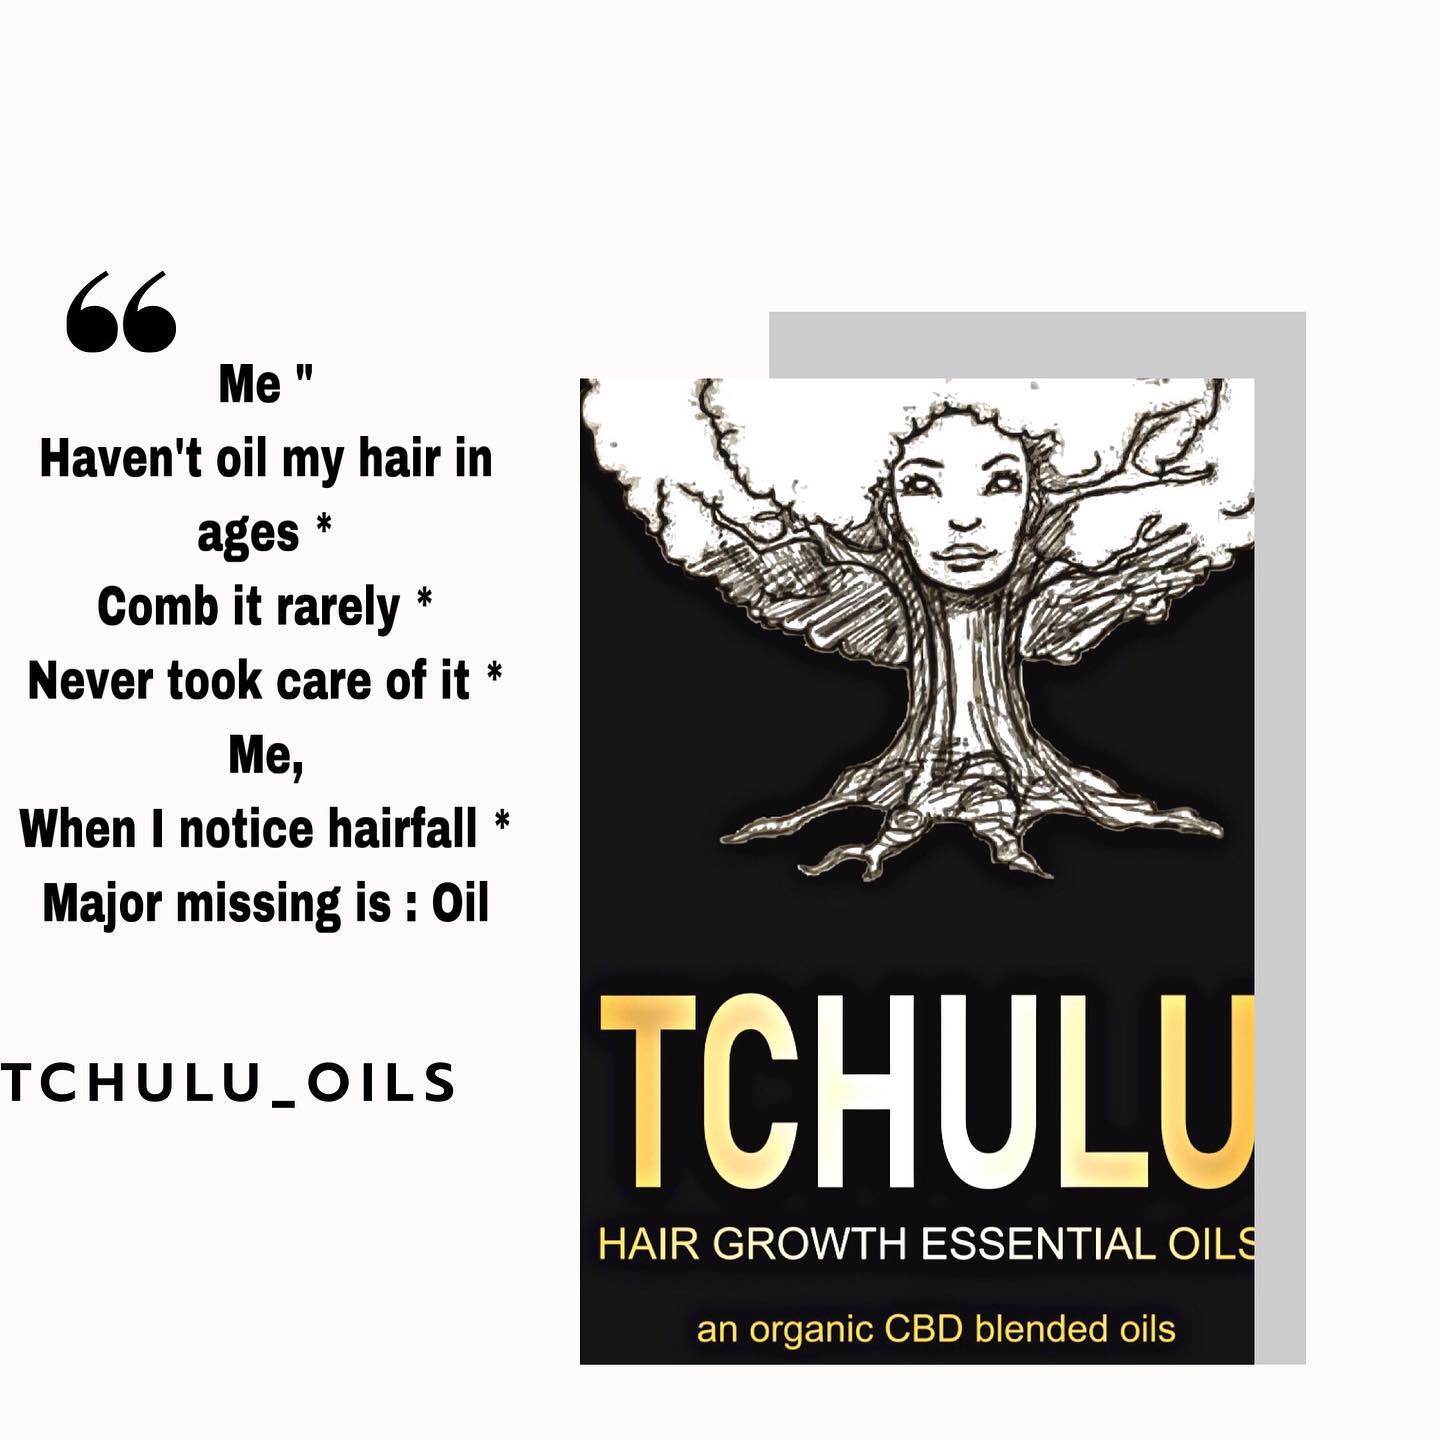 “
Me "
Haven't oil my hair in
ages *
Comb it rarely *
Never took care of it *
Me,
When I notice hairfall *
Major missing is : Oil
TCHULU_OILS
TCHULU
HAIR GROWTH ESSENTIAL OILS
an organic CBD blended oils